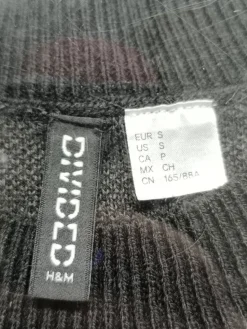 DIVIDED
H&M
EUR S
US S
CA P
MX CH
CN 165/88A